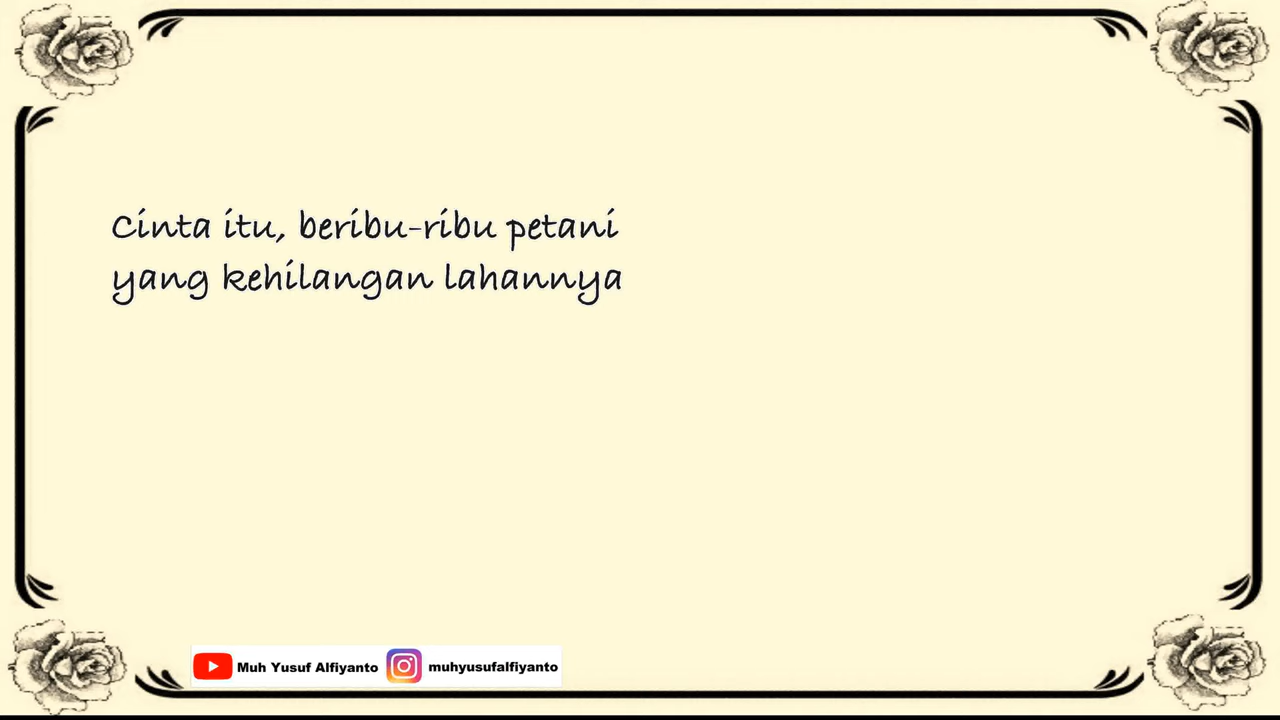 Cinta itu, beribu-ribu petani
yang kehilangan lahannya
Muh Yusuf Alfiyanto muhyusufalfiyanto